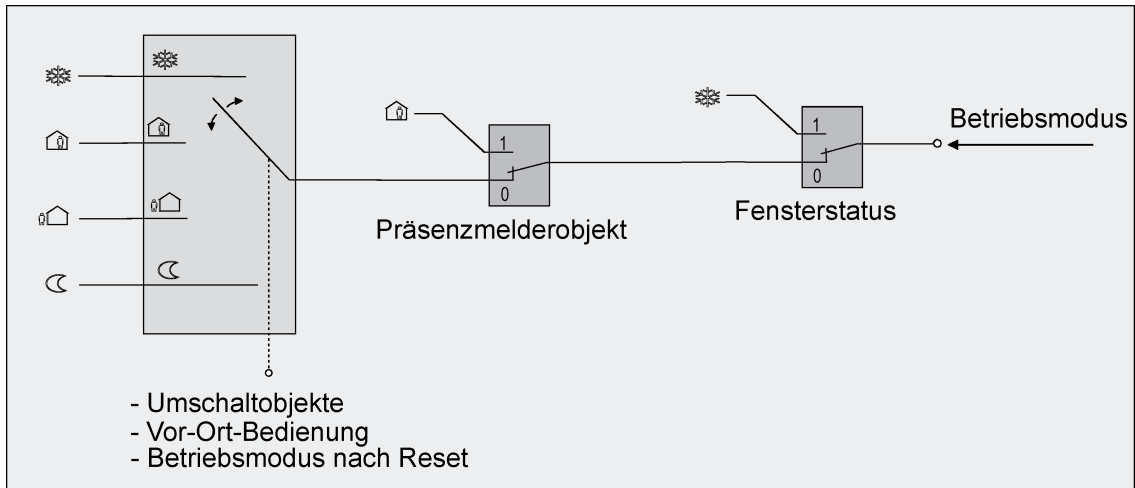 Betriebsmodus
1
0
Präsenzmelderobjekt
1
0
Fensterstatus
- Umschaltobjekte
- Vor-Ort-Bedienung
- Betriebsmodus nach Reset